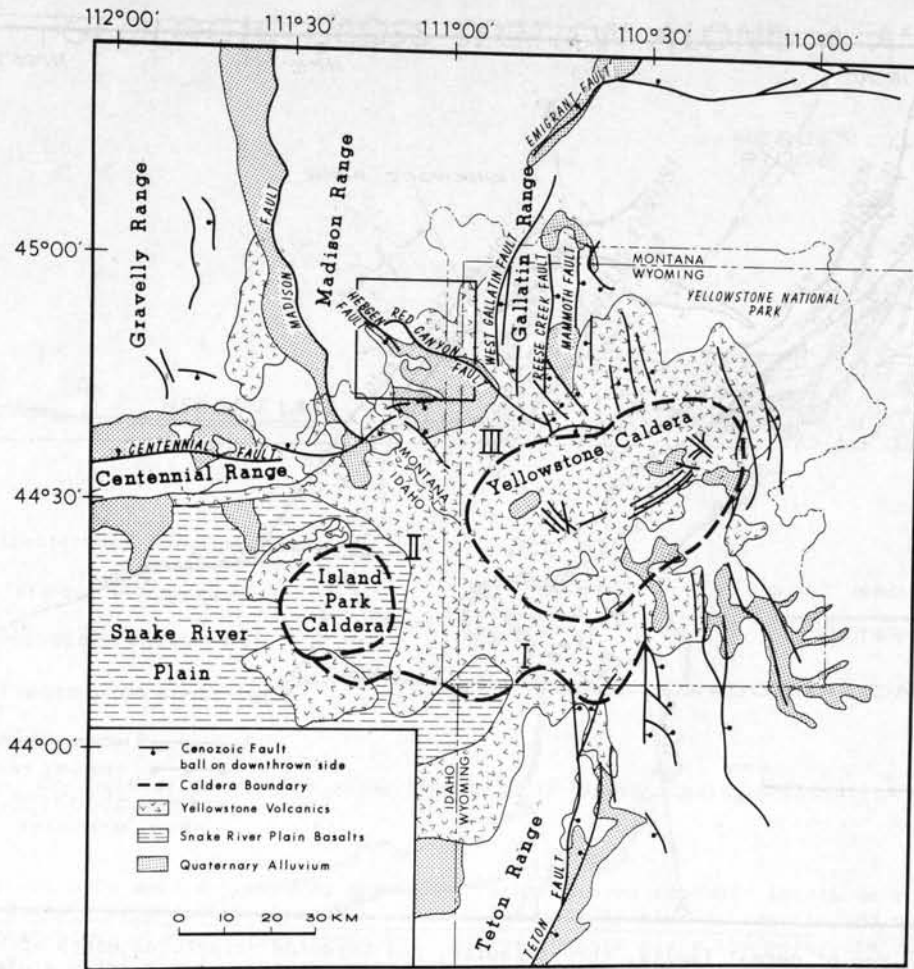 112°00'
111°30'
111°00'
110°30'
110°00'
EMIGRANT FAULT
45°00'
44°30'
44°00'
Gravelly Range
MADISON FAULT
Madison Range
Gallatin Range
WEST GALLATIN FAULT
REESE CREEK FAULT
MAMMOTH FAULT
MONTANA
WYOMING
YELLOWSTONE NATIONAL
PARK
HEBGEN
FAULT
RED CANYON
FAULT
III
Yellowstone Caldera
CENTENNIAL FAULT
Centennial Range
MONTANA
IDAHO
II
Island
Park
Caldera
Snake River
Plain
I
IDAHO
WYOMING
Teton Range
TETON FAULT
Cenozoic Fault
ball on downthrown side
Caldera Boundary
Yellowstone Volcanics
Snake River Plain Basalts
Quaternary Alluvium
0 10 20 30 KM